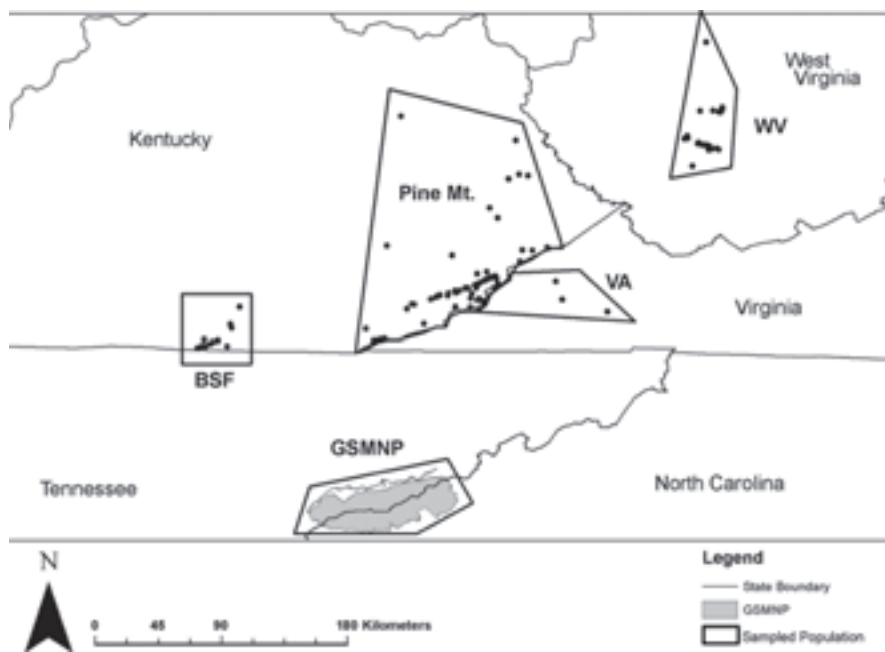 West
Virginia
WV
Kentucky
Pine Mt.
VA
Virginia
BSF
GSMNP
Tennessee
North Carolina
N
0 45 90 180 Kilometers
Legend
State Boundary
GSMNP
Sampled Population